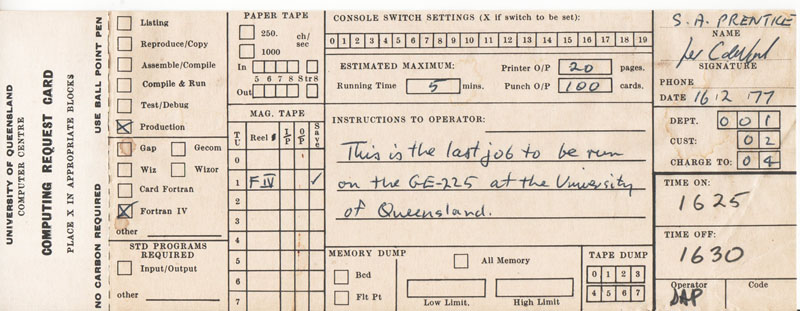 UNIVERSITY OF QUEENSLAND
COMPUTER CENTRE
COMPUTING REQUEST CARD
PLACE X IN APPROPRIATE BLOCKS
NO CARBON REQUIRED USE BALL POINT PEN
Listing
Reproduce/Copy
Assemble/Compile
Compile & Run
Test/Debug
X Production
Gap Gecom
Wiz Wizor
Card Fortran
X Fortran IV
other
STD PROGRAMS
REQUIRED
Input/Output
other
PAPER TAPE
250. ch/
1000 sec
In
5 6 7 8 Str 8
Out
MAG. TAPE
TU Reel # I/P O/P Save
0
1 F IV ✓
2
3
4
5
6
7
CONSOLE SWITCH SETTINGS (X if switch to be set):
0 1 2 3 4 5 6 7 8 9 10 11 12 13 14 15 16 17 18 19
ESTIMATED MAXIMUM: Printer O/P 20 pages.
Running Time 5 mins. Punch O/P 100 cards.
INSTRUCTIONS TO OPERATOR:
This is the last job to be run
on the GE-225 at the University
of Queensland.
MEMORY DUMP
Bcd
Flt Pt
All Memory
Low Limit. High Limit
TAPE DUMP
0 1 2 3
4 5 6 7
S. A. PRENTICE
NAME
SIGNATURE
PHONE
DATE 16 12 '77
DEPT. 0 0 1
CUST: 0 2
CHARGE TO: 0 4
TIME ON:
1625
TIME OFF:
1630
Operator Code
DAP